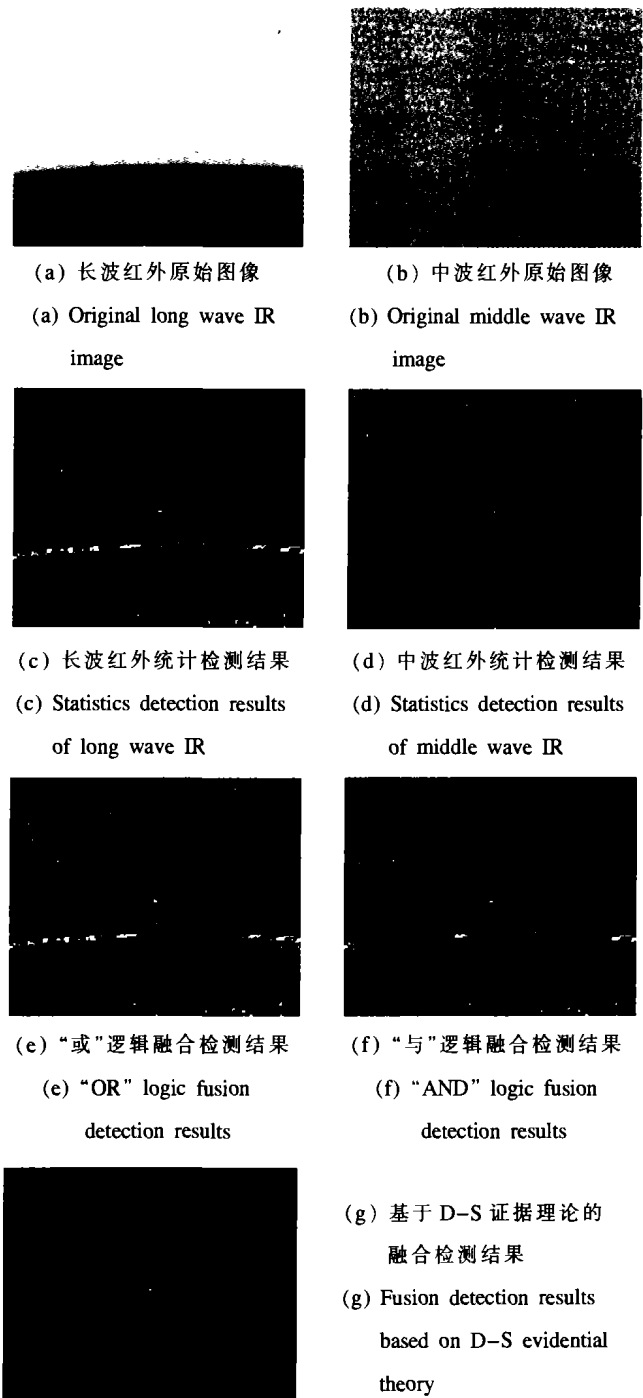 (a) 长波红外原始图像
(a) Original long wave IR
image
(b) 中波红外原始图像
(b) Original middle wave IR
image
(c) 长波红外统计检测结果
(c) Statistics detection results
of long wave IR
(d) 中波红外统计检测结果
(d) Statistics detection results
of middle wave IR
(e) “或”逻辑融合检测结果
(e) “OR” logic fusion
detection results
(f) “与”逻辑融合检测结果
(f) “AND” logic fusion
detection results
(g) 基于 D-S 证据理论的
融合检测结果
(g) Fusion detection results
based on D-S evidential
theory